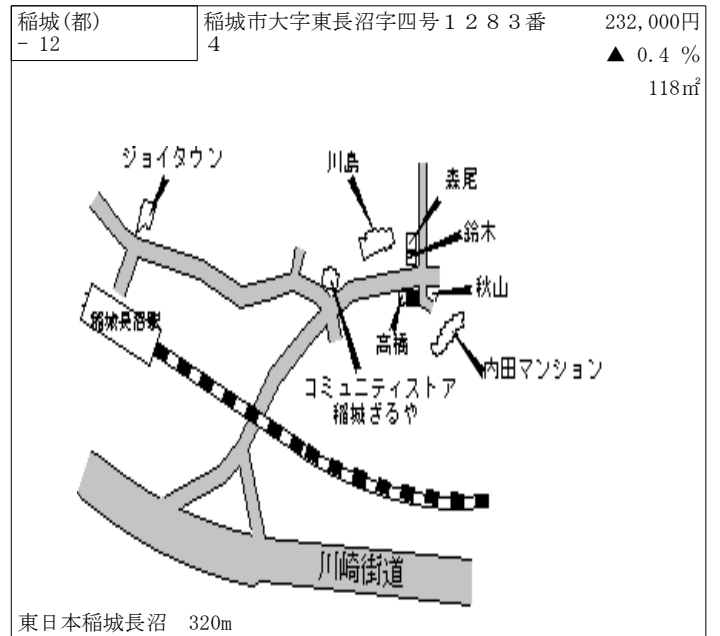 稲城(都)
- 12
稲城市大字東長沼字四号1283番
4
232,000円
▲ 0.4 %
118㎡
ジョイタウン
川島
森尾
鈴木
秋山
稲城長沼駅
高橋
内田マンション
コミュニティストア
稲城ざるや
川崎街道
東日本稲城長沼 320m